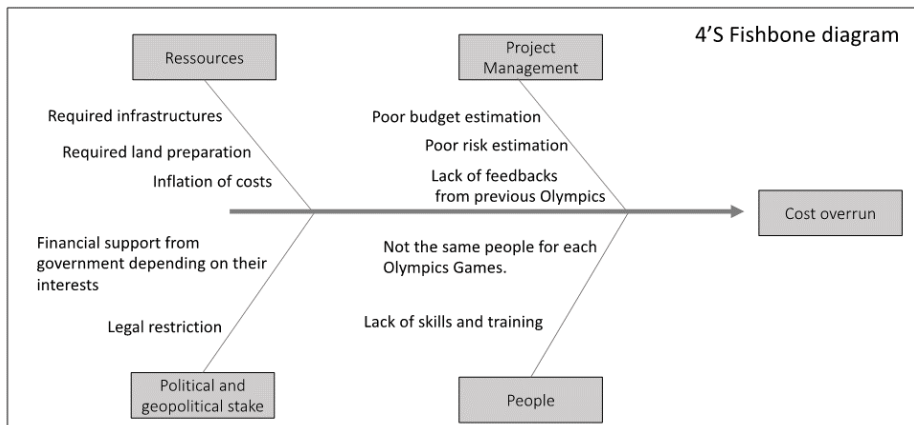 4'S Fishbone diagram
Ressources
Project
Management
Required infrastructures
Required land preparation
Inflation of costs
Poor budget estimation
Poor risk estimation
Lack of feedbacks
from previous Olympics
Cost overrun
Financial support from
government depending on their
interests
Legal restriction
Not the same people for each
Olympics Games.
Lack of skills and training
Political and
geopolitical stake
People